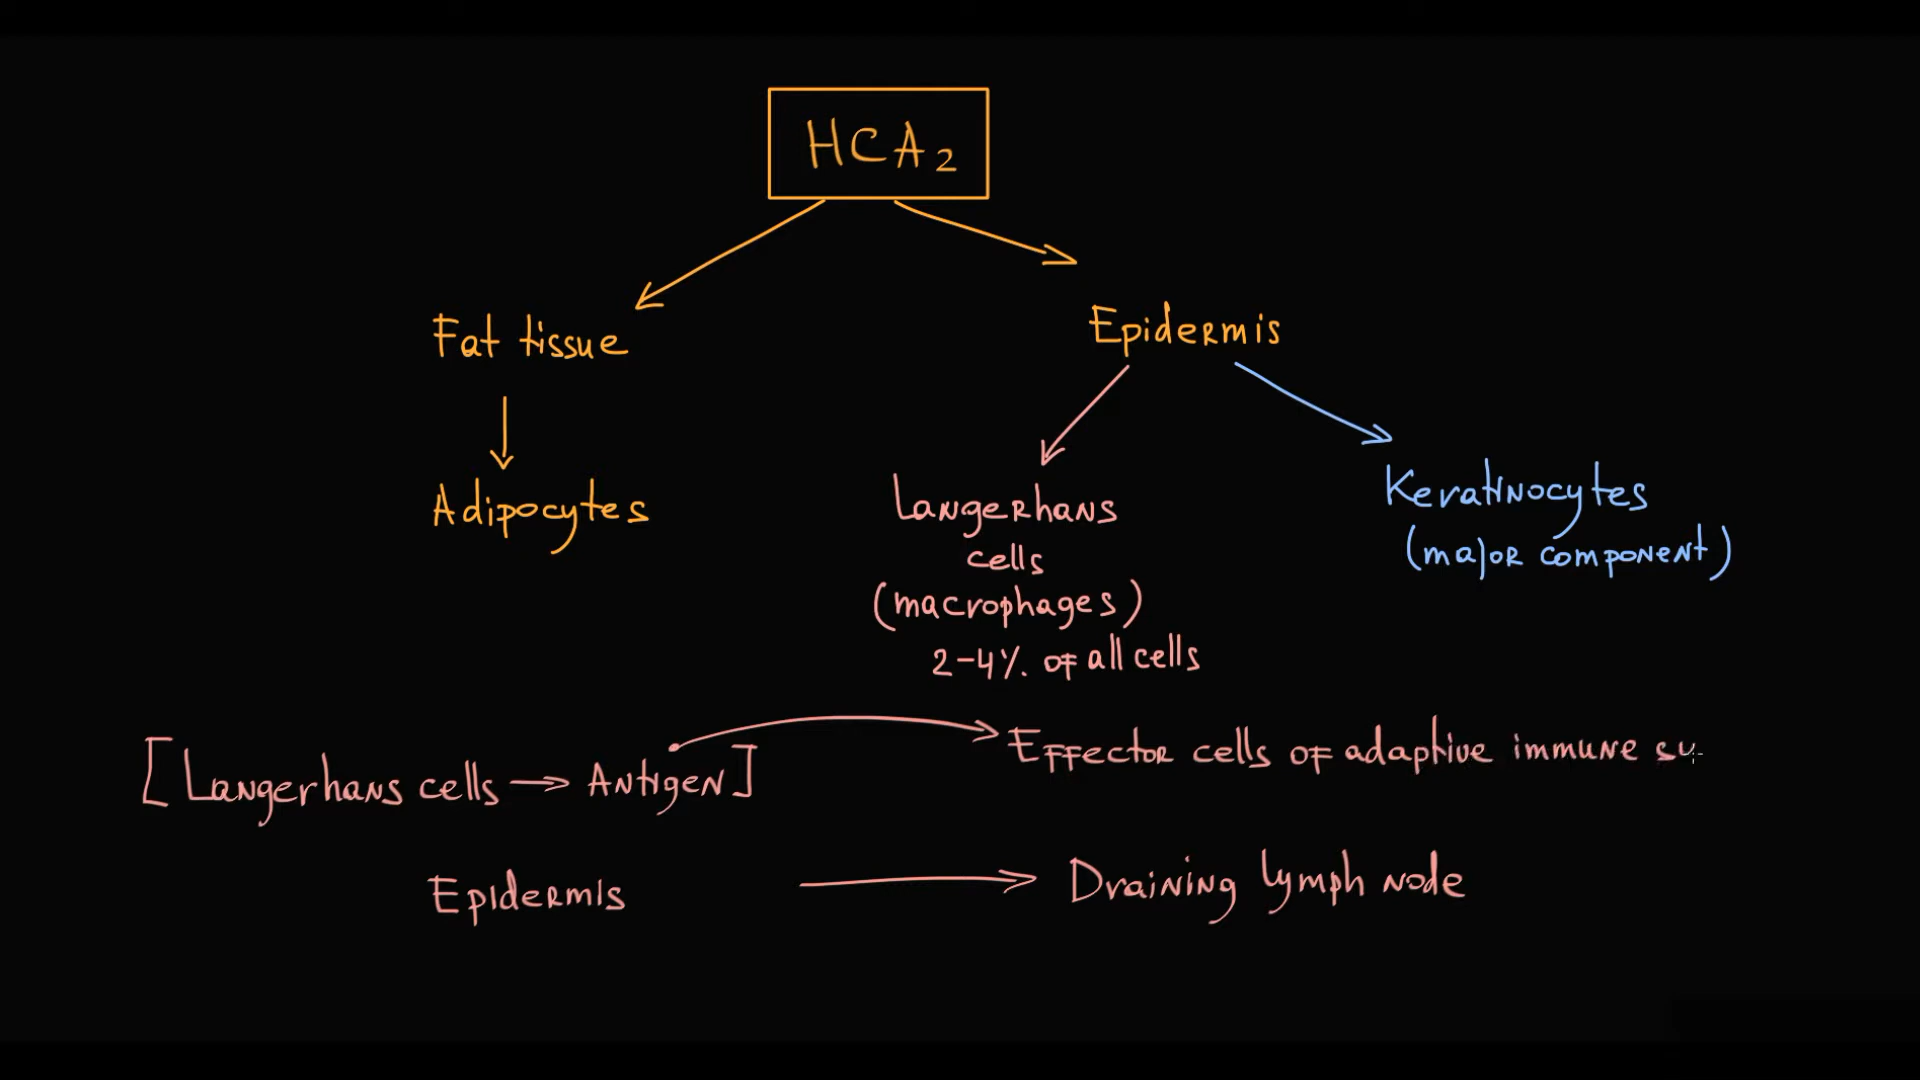 HCA₂
Fat tissue
Epidermis
Adipocytes
Langerhans
cells
(macrophages)
2-4% of all cells
Keratinocytes
(major component)
[Langerhans cells → Antigen]
Effector cells of adaptive immune sy
Epidermis
Draining lymph node